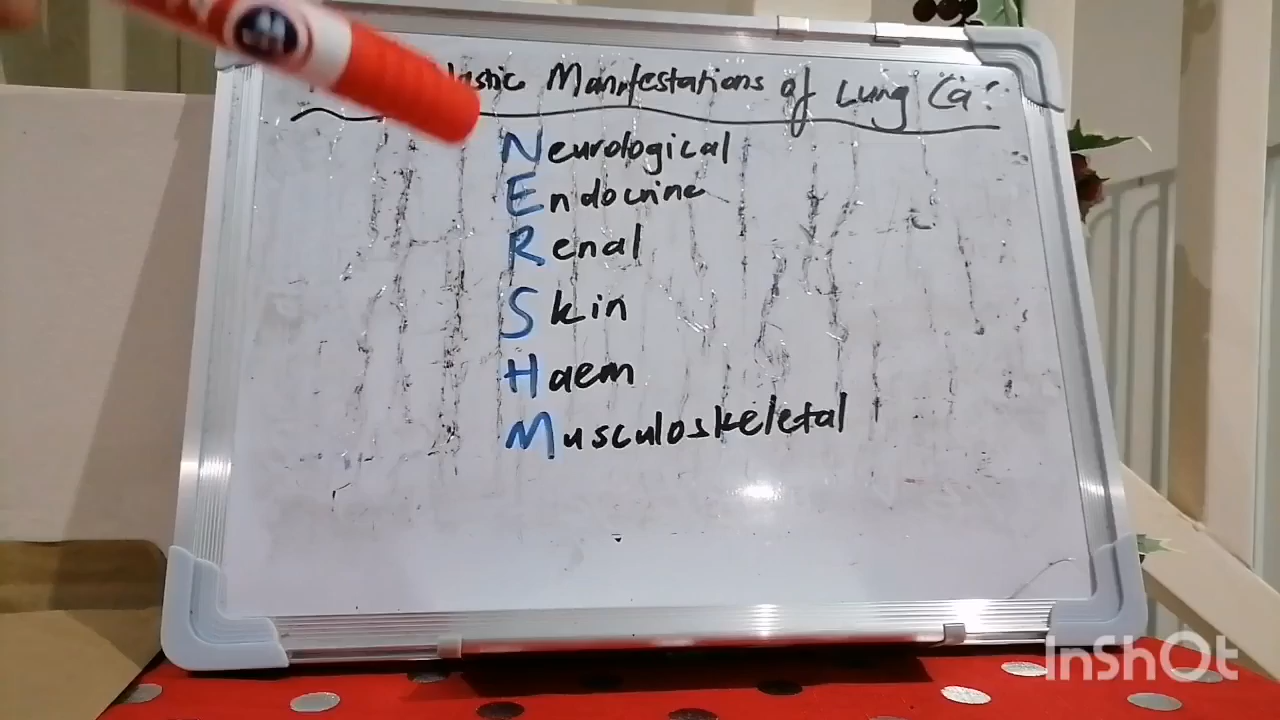 Manifestations of Lung Ca:
Neurological
Endocrine
Renal
Skin
Haem
Musculoskeletal
InShOt